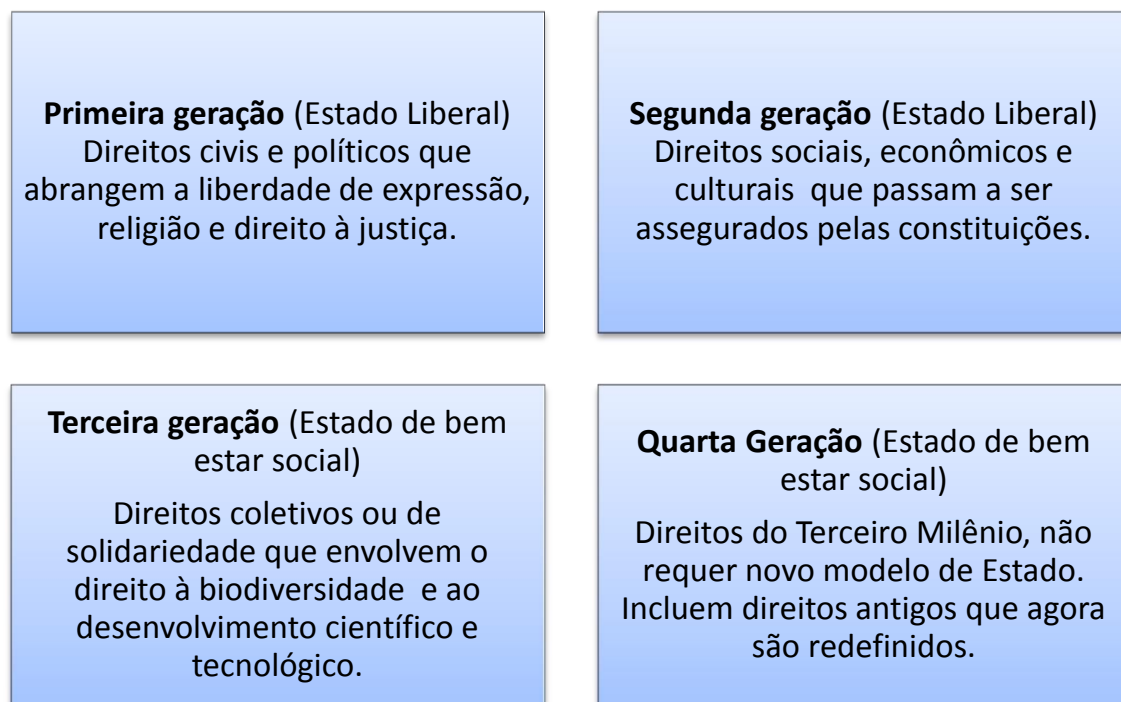 Primeira geração (Estado Liberal)
Direitos civis e políticos que
abrangem a liberdade de expressão,
religião e direito à justiça.
Segunda geração (Estado Liberal)
Direitos sociais, econômicos e
culturais que passam a ser
assegurados pelas constituições.
Terceira geração (Estado de bem
estar social)
Direitos coletivos ou de
solidariedade que envolvem o
direito à biodiversidade e ao
desenvolvimento científico e
tecnológico.
Quarta Geração (Estado de bem
estar social)
Direitos do Terceiro Milênio, não
requer novo modelo de Estado.
Incluem direitos antigos que agora
são redefinidos.